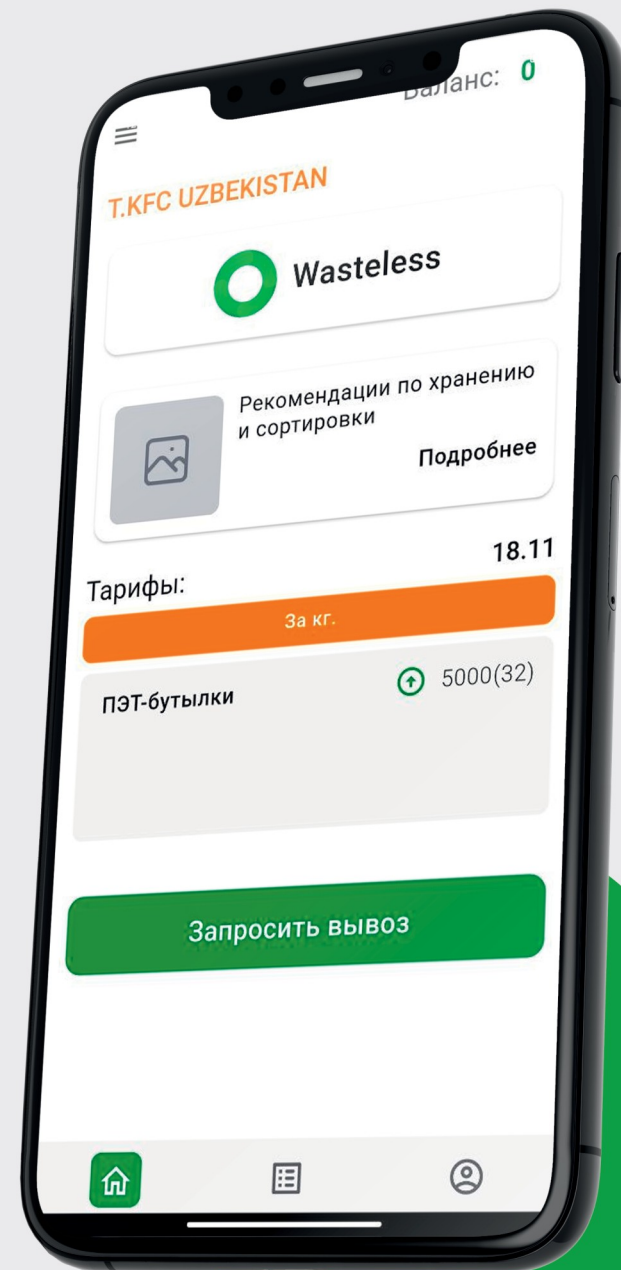 Баланс: 0
T.KFC UZBEKISTAN
Wasteless
Рекомендации по хранению
и сортировки
Подробнее
Тарифы: 18.11
За кг.
ПЭТ-бутылки 5000(32)
Запросить вывоз